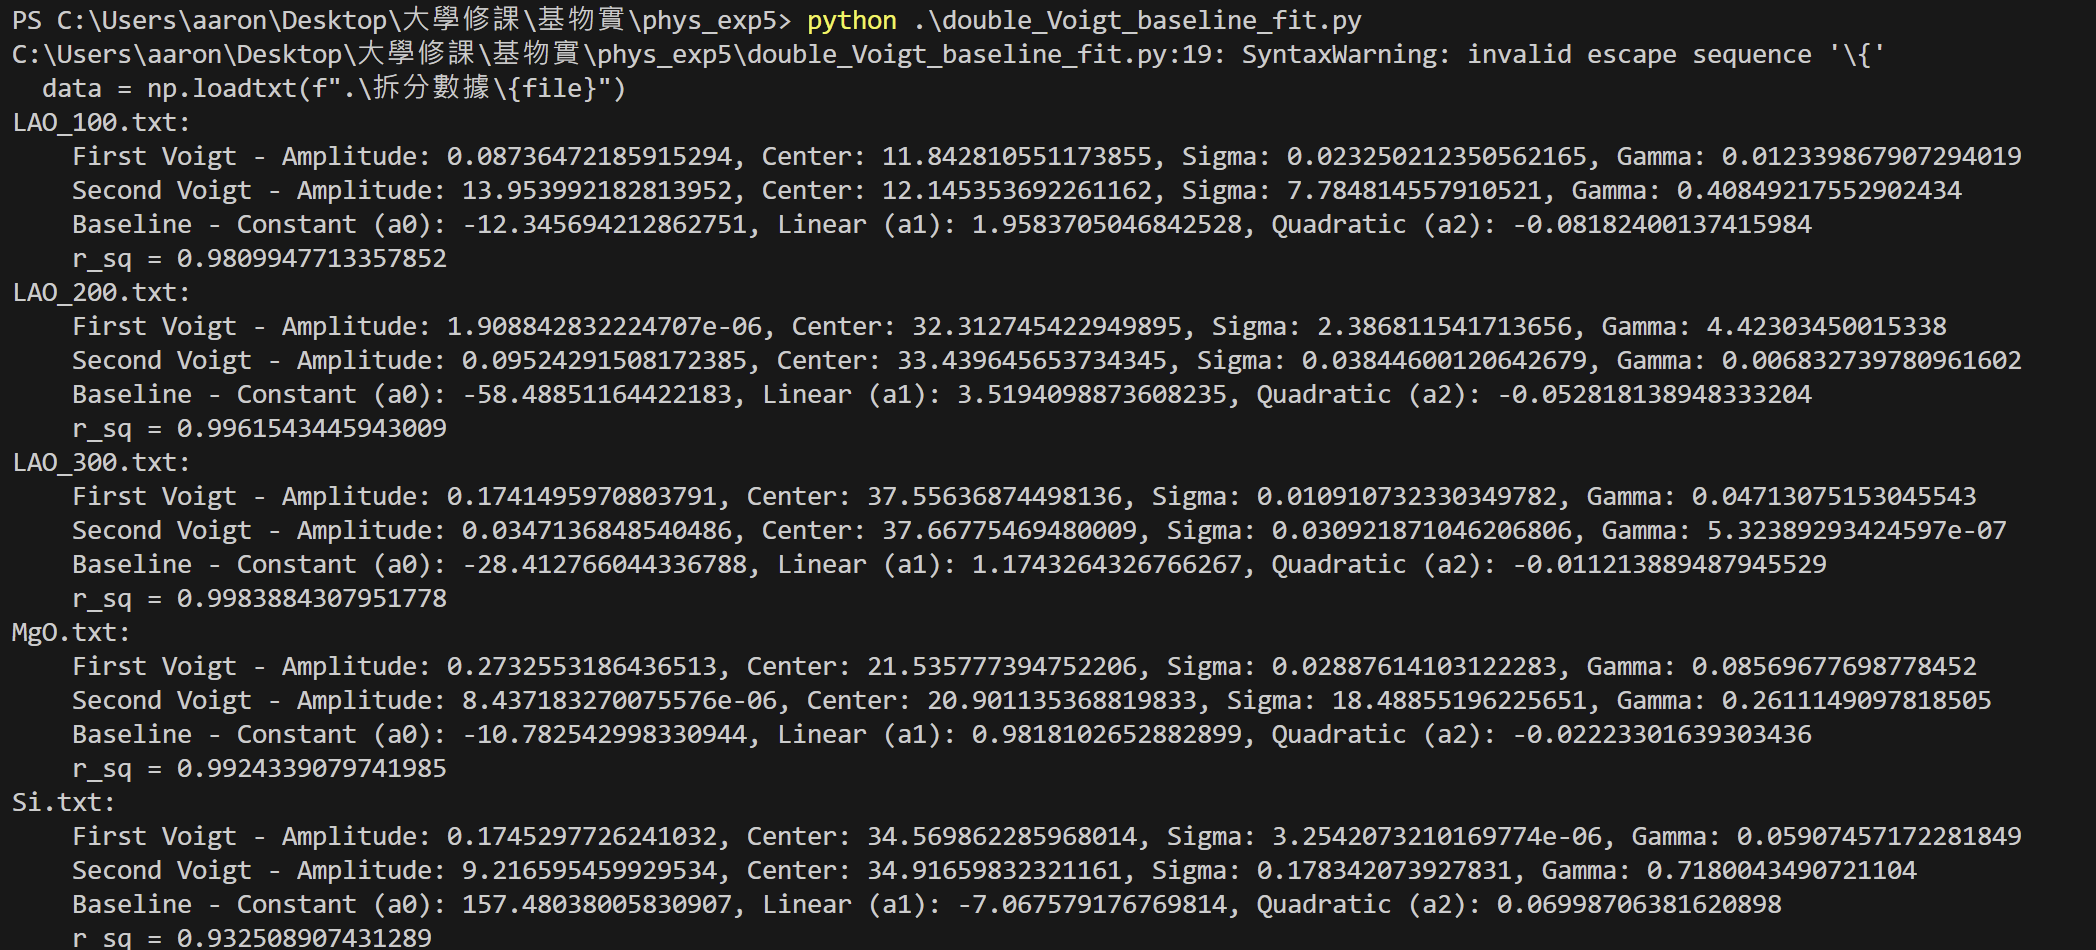 PS C:\Users\aaron\Desktop\大學修課\基物實\phys_exp5> python .\double_Voigt_baseline_fit.py
C:\Users\aaron\Desktop\大學修課\基物實\phys_exp5\double_Voigt_baseline_fit.py:19: SyntaxWarning: invalid escape sequence '\{'
  data = np.loadtxt(f".\拆分數據\{file}")
LAO_100.txt:
    First Voigt - Amplitude: 0.08736472185915294, Center: 11.842810551173855, Sigma: 0.023250212350562165, Gamma: 0.012339867907294019
    Second Voigt - Amplitude: 13.953992182813952, Center: 12.145353692261162, Sigma: 7.784814557910521, Gamma: 0.40849217552902434
    Baseline - Constant (a0): -12.345694212862751, Linear (a1): 1.9583705046842528, Quadratic (a2): -0.08182400137415984
    r_sq = 0.9809947713357852
LAO_200.txt:
    First Voigt - Amplitude: 1.908842832224707e-06, Center: 32.312745422949895, Sigma: 2.386811541713656, Gamma: 4.42303450015338
    Second Voigt - Amplitude: 0.09524291508172385, Center: 33.439645653734345, Sigma: 0.03844600120642679, Gamma: 0.006832739780961602
    Baseline - Constant (a0): -58.48851164422183, Linear (a1): 3.5194098873608235, Quadratic (a2): -0.052818138948333204
    r_sq = 0.9961543445943009
LAO_300.txt:
    First Voigt - Amplitude: 0.1741495970803791, Center: 37.55636874498136, Sigma: 0.010910732330349782, Gamma: 0.04713075153045543
    Second Voigt - Amplitude: 0.0347136848540486, Center: 37.66775469480009, Sigma: 0.030921871046206806, Gamma: 5.32389293424597e-07
    Baseline - Constant (a0): -28.412766044336788, Linear (a1): 1.1743264326766267, Quadratic (a2): -0.011213889487945529
    r_sq = 0.9983884307951778
MgO.txt:
    First Voigt - Amplitude: 0.2732553186436513, Center: 21.535777394752206, Sigma: 0.02887614103122283, Gamma: 0.08569677698778452
    Second Voigt - Amplitude: 8.437183270075576e-06, Center: 20.901135368819833, Sigma: 18.48855196225651, Gamma: 0.2611149097818505
    Baseline - Constant (a0): -10.782542998330944, Linear (a1): 0.9818102652882899, Quadratic (a2): -0.02223301639303436
    r_sq = 0.9924339079741985
Si.txt:
    First Voigt - Amplitude: 0.1745297726241032, Center: 34.569862285968014, Sigma: 3.2542073210169774e-06, Gamma: 0.05907457172281849
    Second Voigt - Amplitude: 9.216595459929534, Center: 34.91659832321161, Sigma: 0.178342073927831, Gamma: 0.7180043490721104
    Baseline - Constant (a0): 157.48038005830907, Linear (a1): -7.067579176769814, Quadratic (a2): 0.06998706381620898
    r_sq = 0.932508907431289